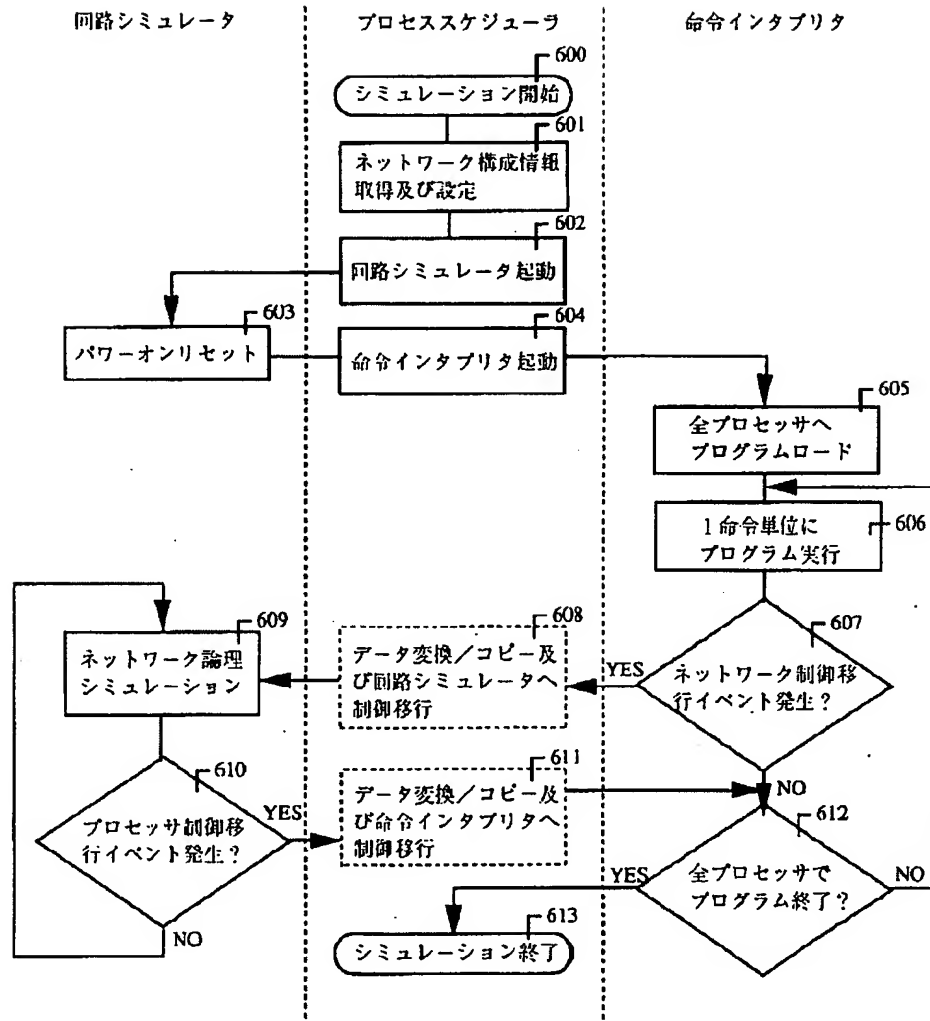 回路シミュレータ
プロセススケジューラ
命令インタプリタ
600
シミュレーション開始
601
ネットワーク構成情報
取得及び設定
602
回路シミュレータ起動
603
パワーオンリセット
604
命令インタプリタ起動
605
全プロセッサへ
プログラムロード
1命令単位に
プログラム実行
606
607
ネットワーク制御移
行イベント発生？
YES
NO
608
データ変換／コピー及
び回路シミュレータへ
制御移行
609
ネットワーク論理
シミュレーション
610
プロセッサ制御移
行イベント発生？
YES
NO
611
データ変換／コピー及
び命令インタプリタへ
制御移行
612
全プロセッサで
プログラム終了？
YES
NO
613
シミュレーション終了